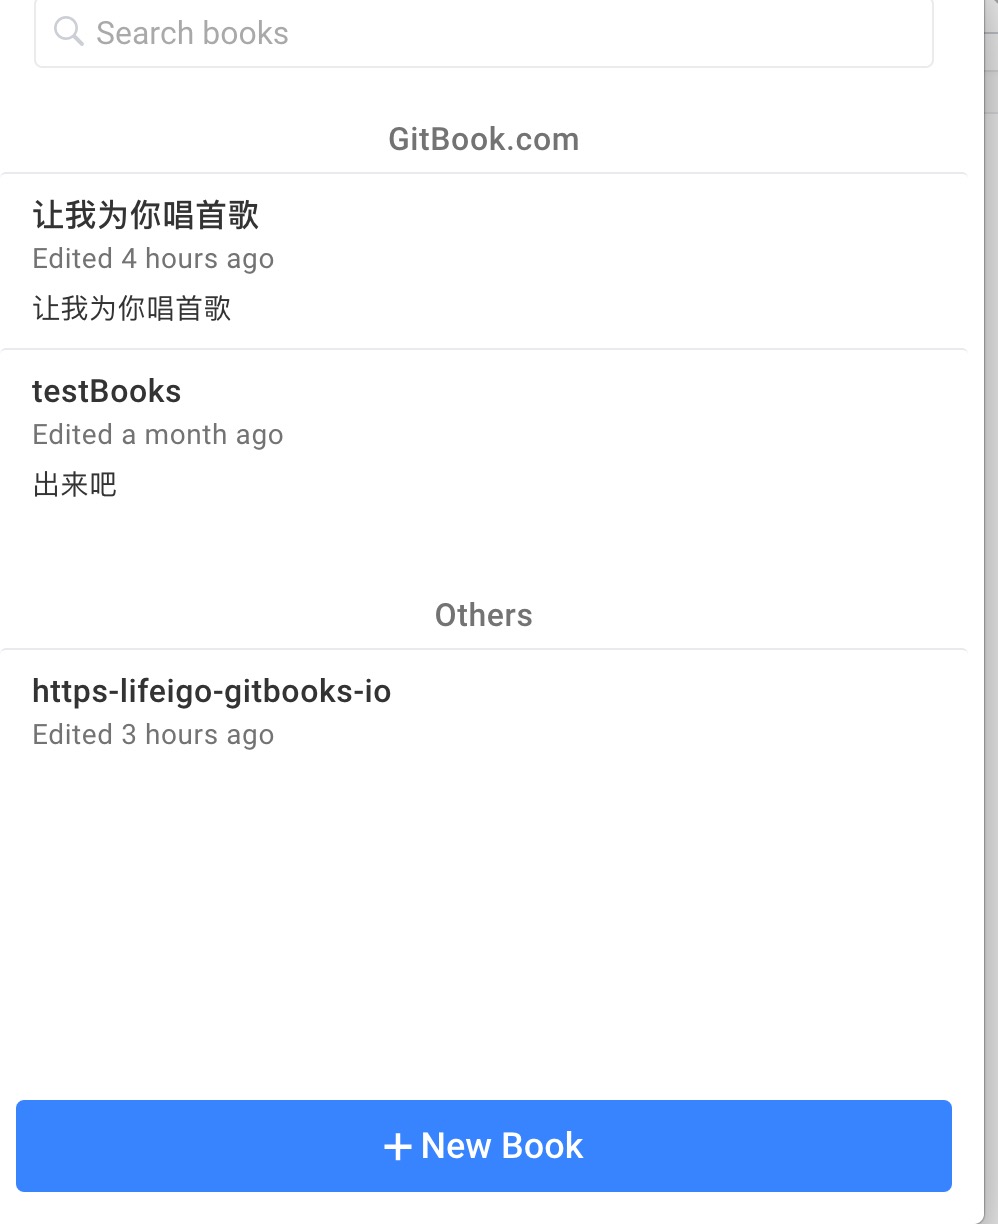 Search books
GitBook.com
让我为你唱首歌
Edited 4 hours ago
让我为你唱首歌
testBooks
Edited a month ago
出来吧
Others
https-lifeigo-gitbooks-io
Edited 3 hours ago
New Book